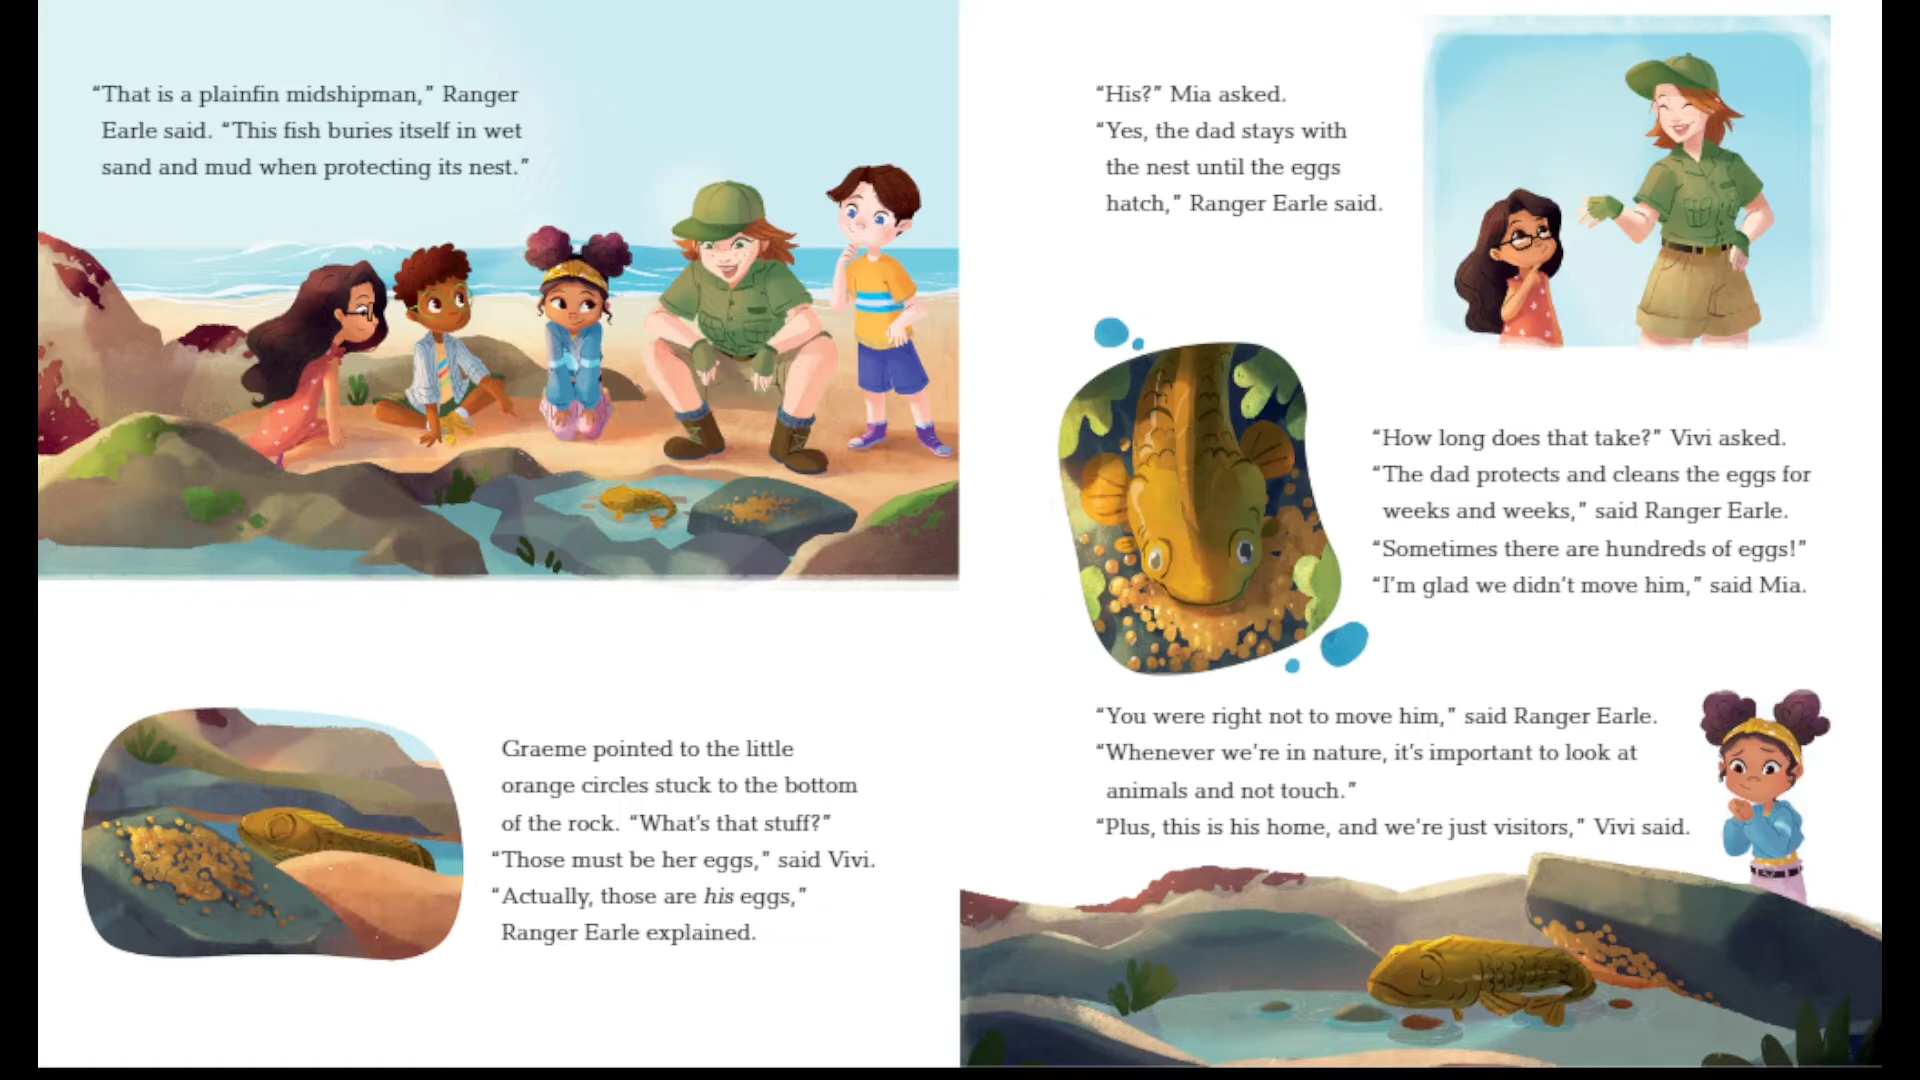 “That is a plainfin midshipman,” Ranger
Earle said. “This fish buries itself in wet
sand and mud when protecting its nest.”
Graeme pointed to the little
orange circles stuck to the bottom
of the rock. “What’s that stuff?”
“Those must be her eggs,” said Vivi.
“Actually, those are his eggs,”
Ranger Earle explained.
“His?” Mia asked.
“Yes, the dad stays with
the nest until the eggs
hatch,” Ranger Earle said.
“How long does that take?” Vivi asked.
“The dad protects and cleans the eggs for
weeks and weeks,” said Ranger Earle.
“Sometimes there are hundreds of eggs!”
“I’m glad we didn’t move him,” said Mia.
“You were right not to move him,” said Ranger Earle.
“Whenever we’re in nature, it’s important to look at
animals and not touch.”
“Plus, this is his home, and we’re just visitors,” Vivi said.